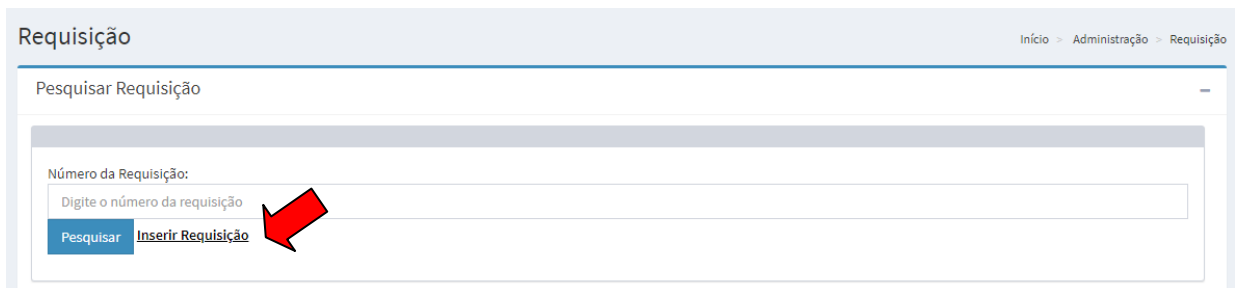 Requisição
Início > Administração > Requisição
Pesquisar Requisição
Número da Requisição:
Digite o número da requisição
Pesquisar Inserir Requisição